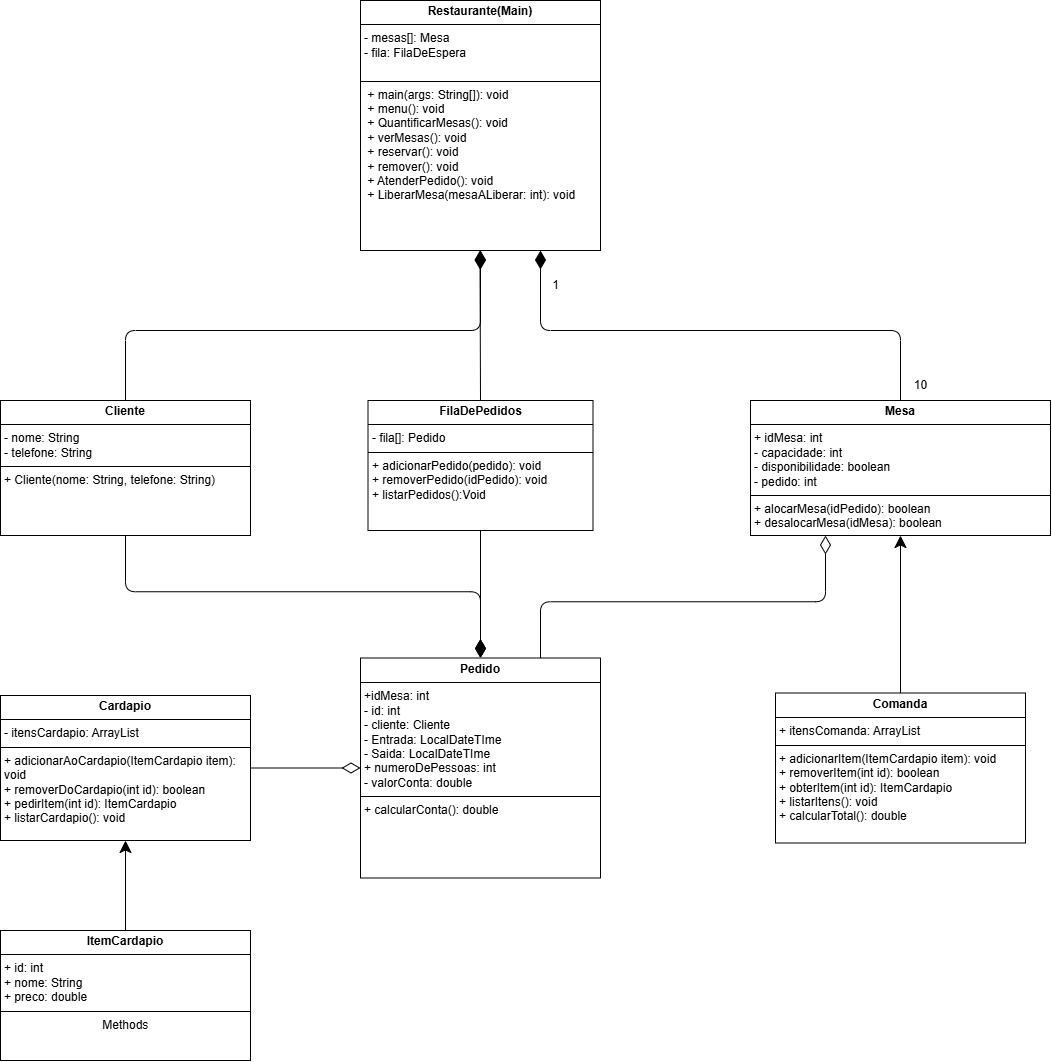 Restaurante(Main)
- mesas[]: Mesa
- fila: FilaDeEspera
+ main(args: String[]): void
+ menu(): void
+ QuantificarMesas(): void
+ verMesas(): void
+ reservar(): void
+ remover(): void
+ AtenderPedido(): void
+ LiberarMesa(mesaALiberar: int): void
1
10
Cliente
- nome: String
- telefone: String
+ Cliente(nome: String, telefone: String)
FilaDePedidos
- fila[]: Pedido
+ adicionarPedido(pedido): void
+ removerPedido(idPedido): void
+ listarPedidos():Void
Mesa
+ idMesa: int
- capacidade: int
- disponibilidade: boolean
- pedido: int
+ alocarMesa(idPedido): boolean
+ desalocarMesa(idMesa): boolean
Pedido
+idMesa: int
- id: int
- cliente: Cliente
- Entrada: LocalDateTIme
- Saida: LocalDateTIme
+ numeroDePessoas: int
- valorConta: double
+ calcularConta(): double
Cardapio
- itensCardapio: ArrayList
+ adicionarAoCardapio(ItemCardapio item):
void
+ removerDoCardapio(int id): boolean
+ pedirItem(int id): ItemCardapio
+ listarCardapio(): void
Comanda
+ itensComanda: ArrayList
+ adicionarItem(ItemCardapio item): void
+ removerItem(int id): boolean
+ obterItem(int id): ItemCardapio
+ listarItens(): void
+ calcularTotal(): double
ItemCardapio
+ id: int
+ nome: String
+ preco: double
Methods